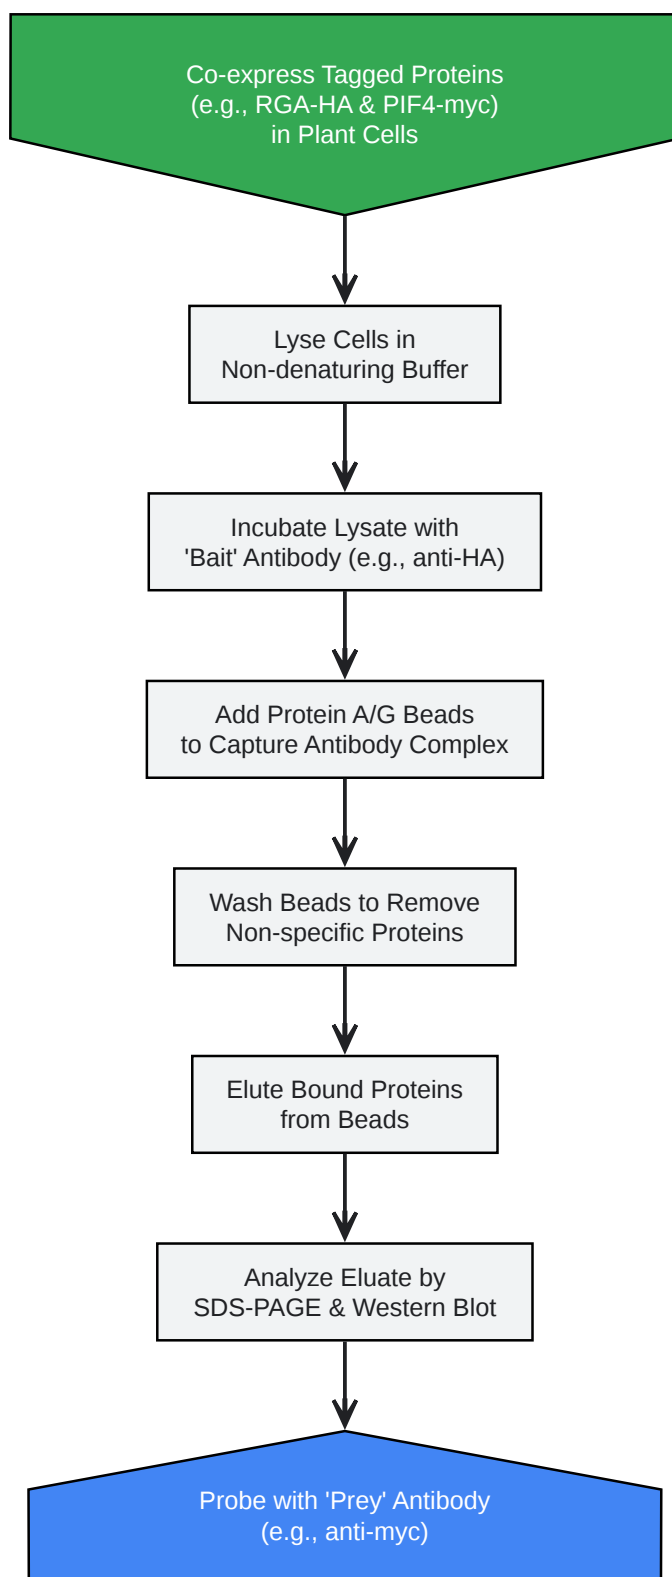 Co-express Tagged Proteins
(e.g., RGA-HA & PIF4-myc)
in Plant Cells
Lyse Cells in
Non-denaturing Buffer
Incubate Lysate with
'Bait' Antibody (e.g., anti-HA)
Add Protein A/G Beads
to Capture Antibody Complex
Wash Beads to Remove
Non-specific Proteins
Elute Bound Proteins
from Beads
Analyze Eluate by
SDS-PAGE & Western Blot
Probe with 'Prey' Antibody
(e.g., anti-myc)